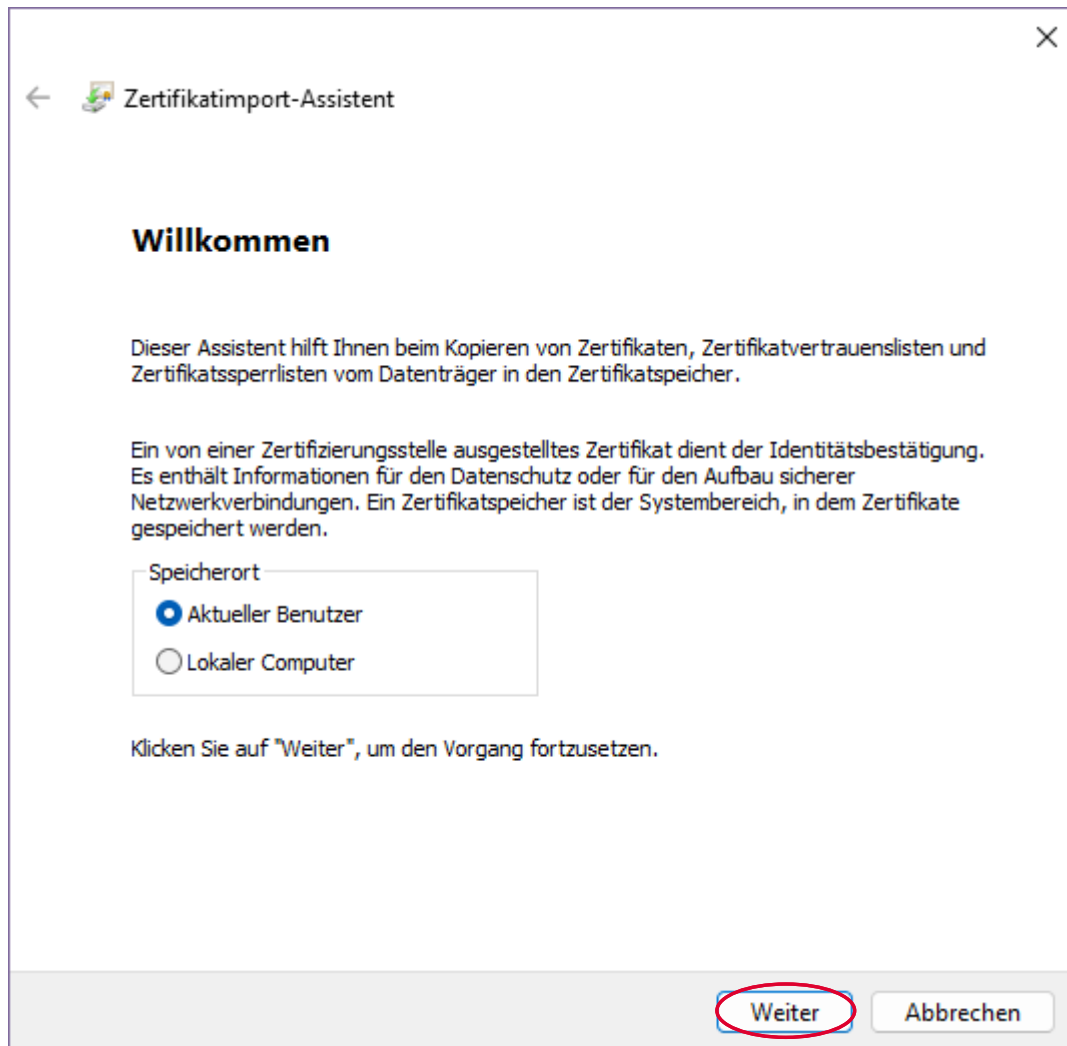 Zertifikatimport-Assistent
Willkommen
Dieser Assistent hilft Ihnen beim Kopieren von Zertifikaten, Zertifikatvertrauenslisten und
Zertifikatssperrlisten vom Datenträger in den Zertifikatspeicher.
Ein von einer Zertifizierungsstelle ausgestelltes Zertifikat dient der Identitätsbestätigung.
Es enthält Informationen für den Datenschutz oder für den Aufbau sicherer
Netzwerkverbindungen. Ein Zertifikatspeicher ist der Systembereich, in dem Zertifikate
gespeichert werden.
Speicherort
Aktueller Benutzer
Lokaler Computer
Klicken Sie auf "Weiter", um den Vorgang fortzusetzen.
Weiter Abbrechen